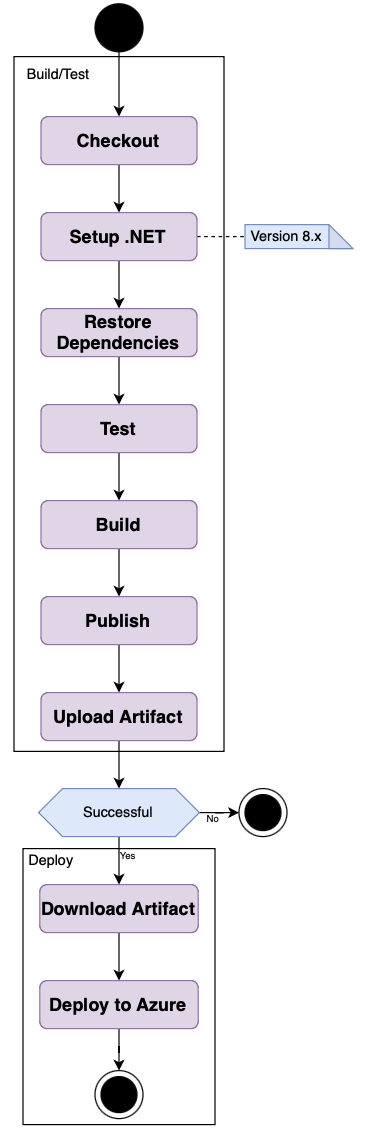 Build/Test
Checkout
Setup .NET
Version 8.x
Restore
Dependencies
Test
Build
Publish
Upload Artifact
Successful
No
Yes
Deploy
Download Artifact
Deploy to Azure